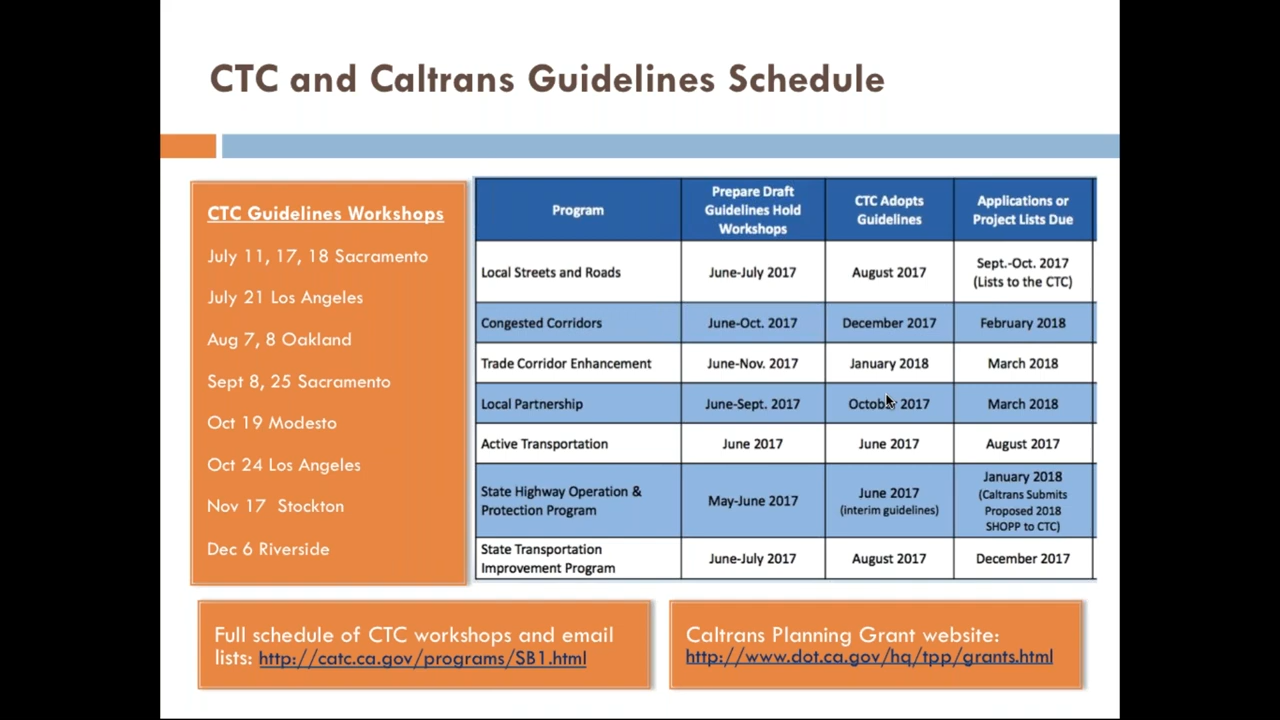 CTC and Caltrans Guidelines Schedule
CTC Guidelines Workshops
July 11, 17, 18 Sacramento
July 21 Los Angeles
Aug 7, 8 Oakland
Sept 8, 25 Sacramento
Oct 19 Modesto
Oct 24 Los Angeles
Nov 17 Stockton
Dec 6 Riverside
Program
Prepare Draft
Guidelines Hold
Workshops
CTC Adopts
Guidelines
Applications or
Project Lists Due
Local Streets and Roads
June-July 2017
August 2017
Sept.-Oct. 2017
(Lists to the CTC)
Congested Corridors
June-Oct. 2017
December 2017
February 2018
Trade Corridor Enhancement
June-Nov. 2017
January 2018
March 2018
Local Partnership
June-Sept. 2017
October 2017
March 2018
Active Transportation
June 2017
June 2017
August 2017
State Highway Operation &
Protection Program
May-June 2017
June 2017
(interim guidelines)
January 2018
(Caltrans Submits
Proposed 2018
SHOPP to CTC)
State Transportation
Improvement Program
June-July 2017
August 2017
December 2017
Full schedule of CTC workshops and email
lists: http://catc.ca.gov/programs/SB1.html
Caltrans Planning Grant website:
http://www.dot.ca.gov/hq/tpp/grants.html